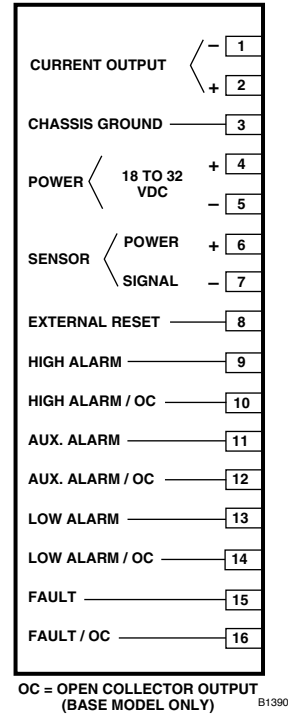 CURRENT OUTPUT
– 1
+ 2
CHASSIS GROUND 3
POWER 18 TO 32 VDC
+ 4
– 5
SENSOR
POWER + 6
SIGNAL – 7
EXTERNAL RESET 8
HIGH ALARM 9
HIGH ALARM / OC 10
AUX. ALARM 11
AUX. ALARM / OC 12
LOW ALARM 13
LOW ALARM / OC 14
FAULT 15
FAULT / OC 16
OC = OPEN COLLECTOR OUTPUT
(BASE MODEL ONLY)
B1390